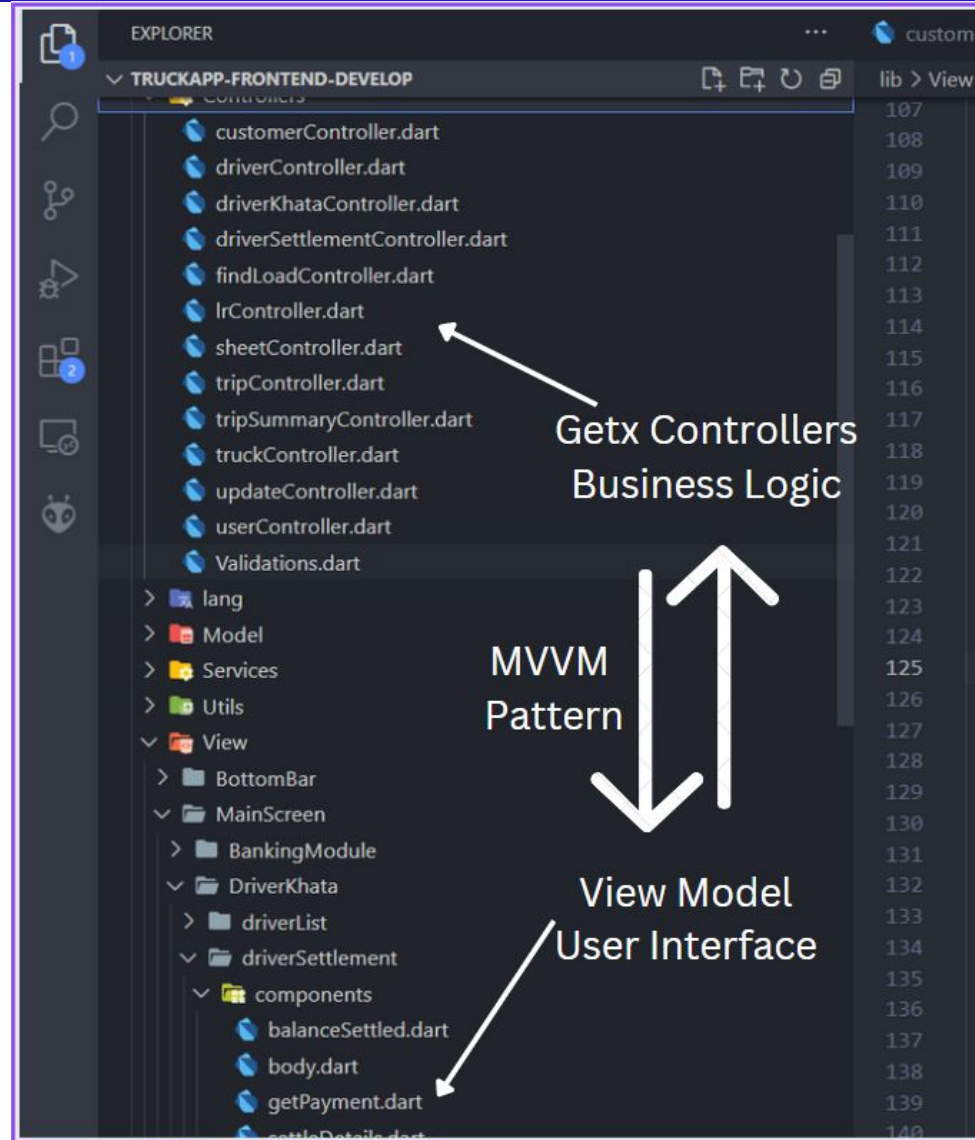 EXPLORER
...
custom
TRUCKAPP-FRONTEND-DEVELOP
lib > View
Controllers
customerController.dart
driverController.dart
driverKhataController.dart
driverSettlementController.dart
findLoadController.dart
lrController.dart
sheetController.dart
tripController.dart
tripSummaryController.dart
truckController.dart
updateController.dart
userController.dart
Validations.dart
lang
Model
Services
Utils
View
BottomBar
MainScreen
BankingModule
DriverKhata
driverList
driverSettlement
components
balanceSettled.dart
body.dart
getPayment.dart
settleDetails.dart
1
2
Getx Controllers
Business Logic
MVVM
Pattern
View Model
User Interface
107
108
109
110
111
112
113
114
115
116
117
118
119
120
121
122
123
124
125
126
127
128
129
130
131
132
133
134
135
136
137
138
139
140